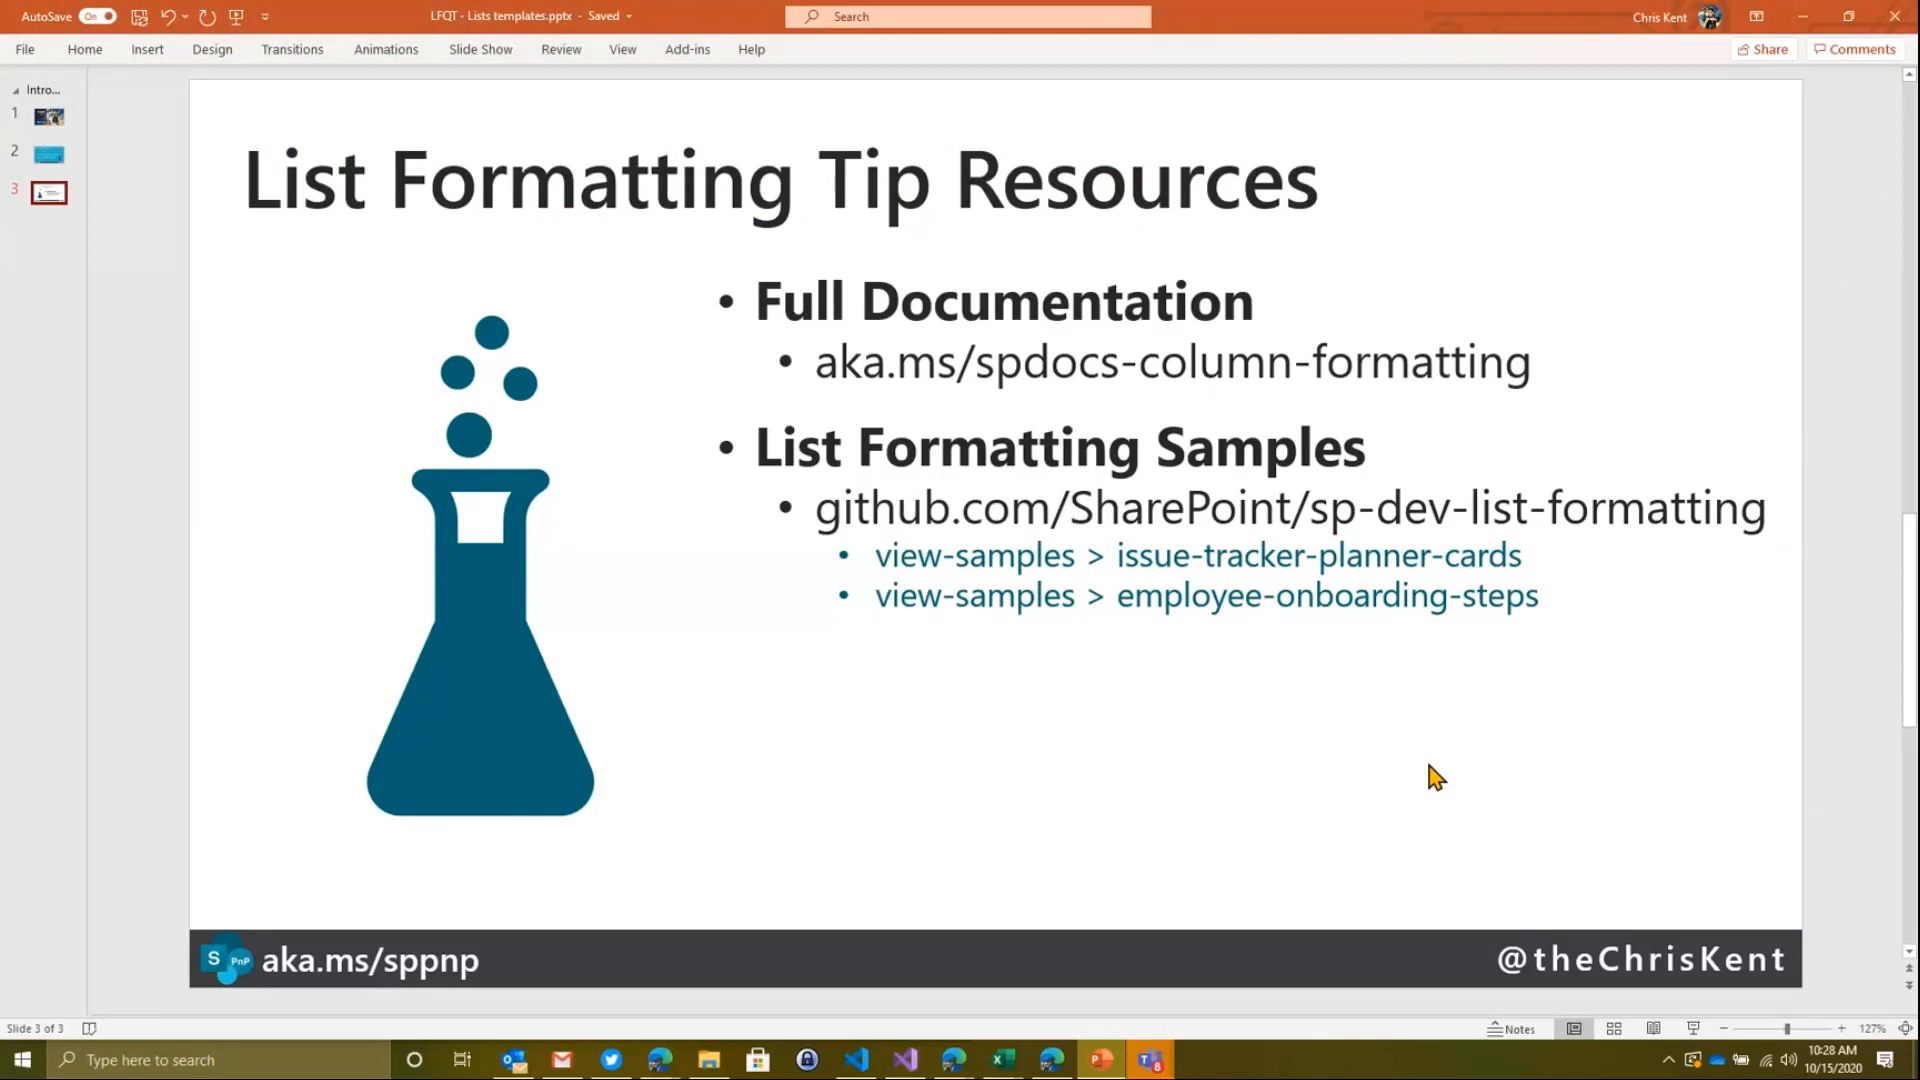 AutoSave On LFQT - Lists templates.pptx - Saved Search Chris Kent
File Home Insert Design Transitions Animations Slide Show Review View Add-ins Help Share Comments
Intro...
1
2
3
List Formatting Tip Resources
• Full Documentation
• aka.ms/spdocs-column-formatting
• List Formatting Samples
• github.com/SharePoint/sp-dev-list-formatting
• view-samples > issue-tracker-planner-cards
• view-samples > employee-onboarding-steps
S PnP aka.ms/sppnp @theChrisKent
Slide 3 of 3 Notes 127%
Type here to search
10:28 AM
10/15/2020